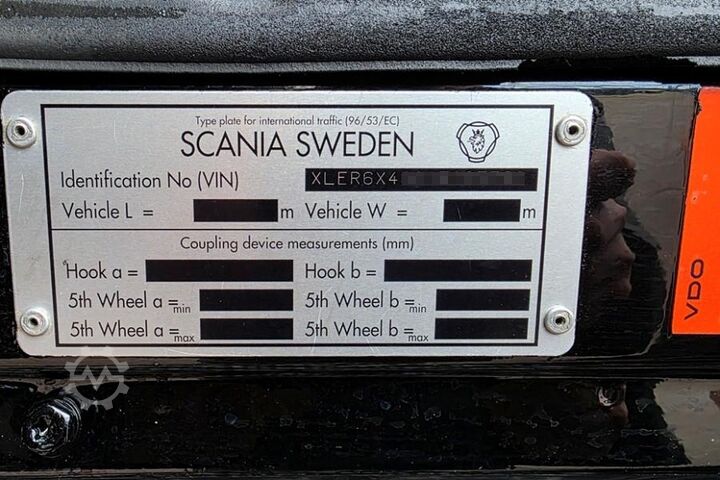 Type plate for international traffic (96/53/EC)
SCANIA SWEDEN
Identification No (VIN) XLER6X4
Vehicle L = m Vehicle W = m
Coupling device measurements (mm)
Hook a = Hook b =
5th Wheel a =min 5th Wheel b =min
5th Wheel a =max 5th Wheel b =max
VDO